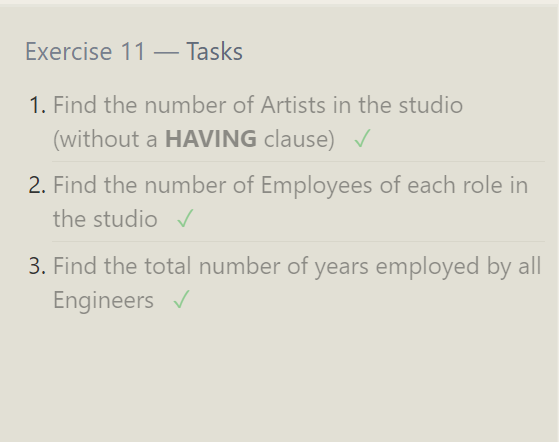 Exercise 11 — Tasks
1. Find the number of Artists in the studio
(without a HAVING clause) ✓
2. Find the number of Employees of each role in
the studio ✓
3. Find the total number of years employed by all
Engineers ✓